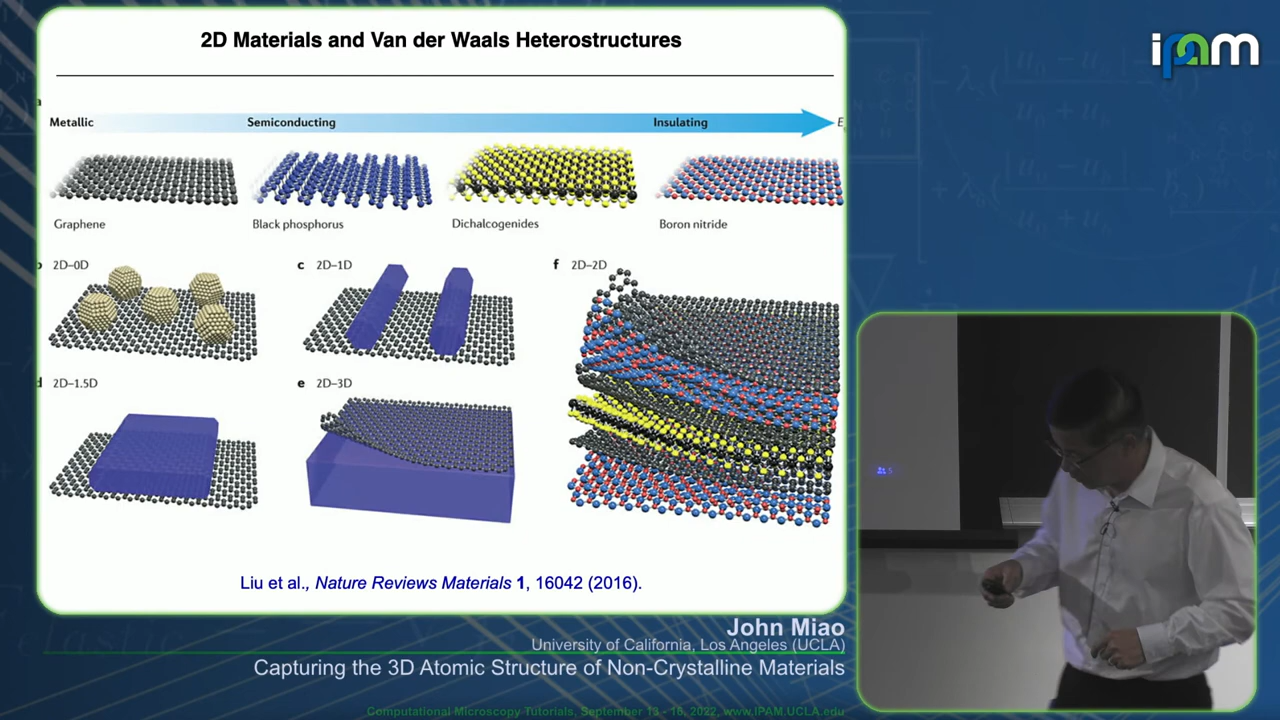 2D Materials and Van der Waals Heterostructures
ipam
a
Metallic Semiconducting Insulating E
Graphene Black phosphorus Dichalcogenides Boron nitride
2D–0D c 2D–1D f 2D–2D
d 2D–1.5D e 2D–3D
Liu et al., Nature Reviews Materials 1, 16042 (2016).
John Miao
University of California, Los Angeles (UCLA)
Capturing the 3D Atomic Structure of Non-Crystalline Materials
Computational Microscopy Tutorials, September 13 - 16, 2022, www.IPAM.UCLA.edu